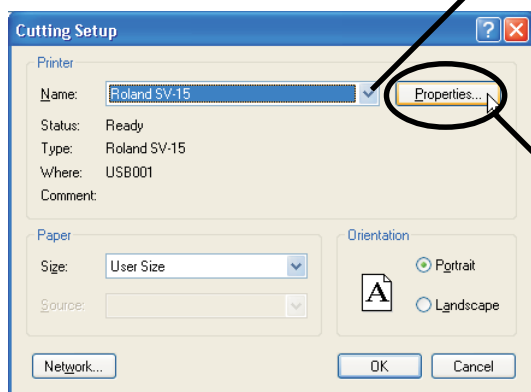 Cutting Setup
Printer
Name: Roland SV-15 Properties...
Status: Ready
Type: Roland SV-15
Where: USB001
Comment:
Paper
Size: User Size
Source:
Orientation
A
Portrait
Landscape
Network... OK Cancel